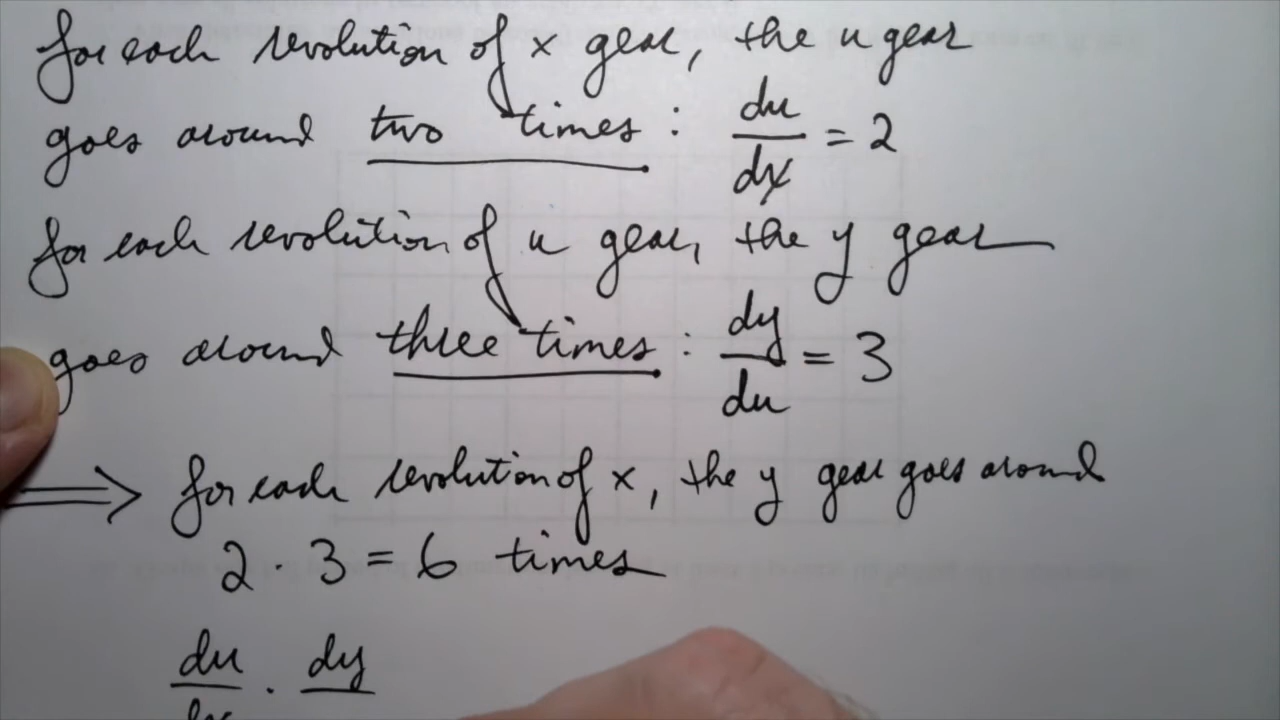 for each revolution of x gear, the u gear
goes around two times : du/dx = 2
for each revolution of u gear, the y gear
goes around three times : dy/du = 3
⟹ for each revolution of x, the y gear goes around
2 · 3 = 6 times
du/dx · dy